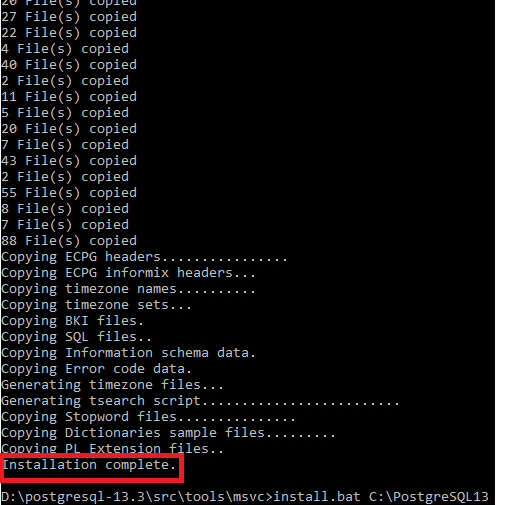 20 File(s) copied
27 File(s) copied
22 File(s) copied
4 File(s) copied
40 File(s) copied
2 File(s) copied
11 File(s) copied
5 File(s) copied
20 File(s) copied
7 File(s) copied
43 File(s) copied
2 File(s) copied
55 File(s) copied
8 File(s) copied
7 File(s) copied
88 File(s) copied
Copying ECPG headers................
Copying ECPG informix headers...
Copying timezone names..........
Copying timezone sets...
Copying BKI files.
Copying SQL files..
Copying Information schema data.
Copying Error code data.
Generating timezone files...
Generating tsearch script.........................
Copying Stopword files...............
Copying Dictionaries sample files.........
Copying PL Extension files..
Installation complete.
D:\postgresql-13.3\src\tools\msvc>install.bat C:\PostgreSQL13